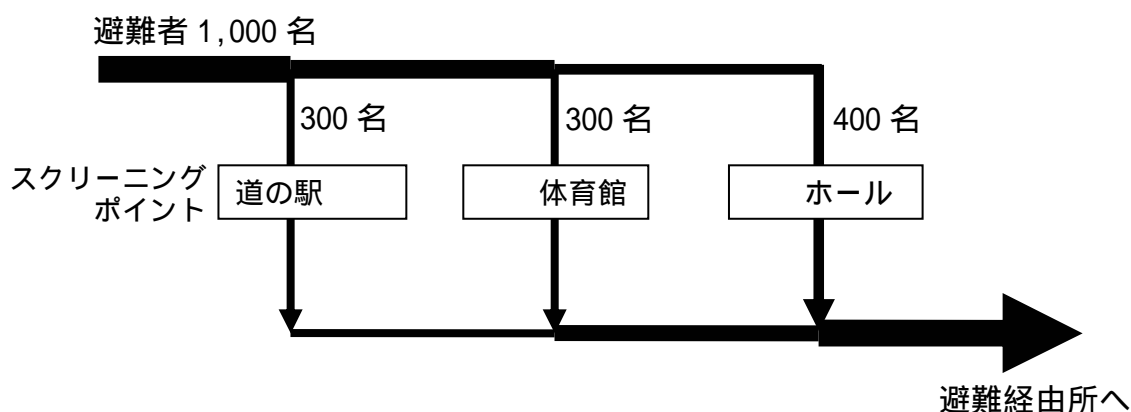 避難者 1,000 名
300 名
300 名
400 名
スクリーニング
ポイント
道の駅
体育館
ホール
避難経由所へ